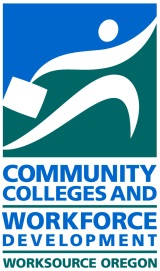 COMMUNITY
COLLEGES AND
WORKFORCE
DEVELOPMENT
WORKSOURCE OREGON